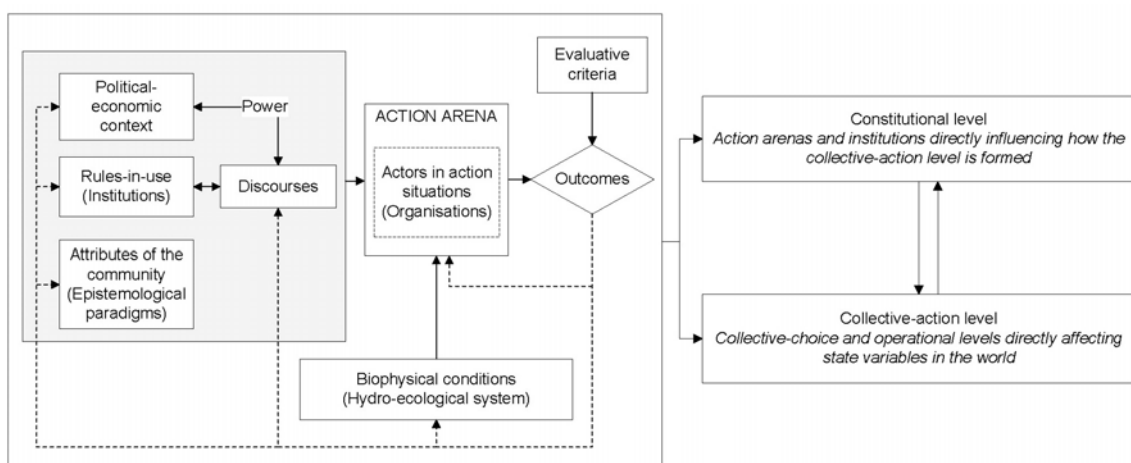 Political-
economic
context
Power
Rules-in-use
(Institutions)
Discourses
Attributes of the
community
(Epistemological
paradigms)
ACTION ARENA
Actors in action
situations
(Organisations)
Evaluative
criteria
Outcomes
Biophysical conditions
(Hydro-ecological system)
Constitutional level
Action arenas and institutions directly influencing how the
collective-action level is formed
Collective-action level
Collective-choice and operational levels directly affecting
state variables in the world